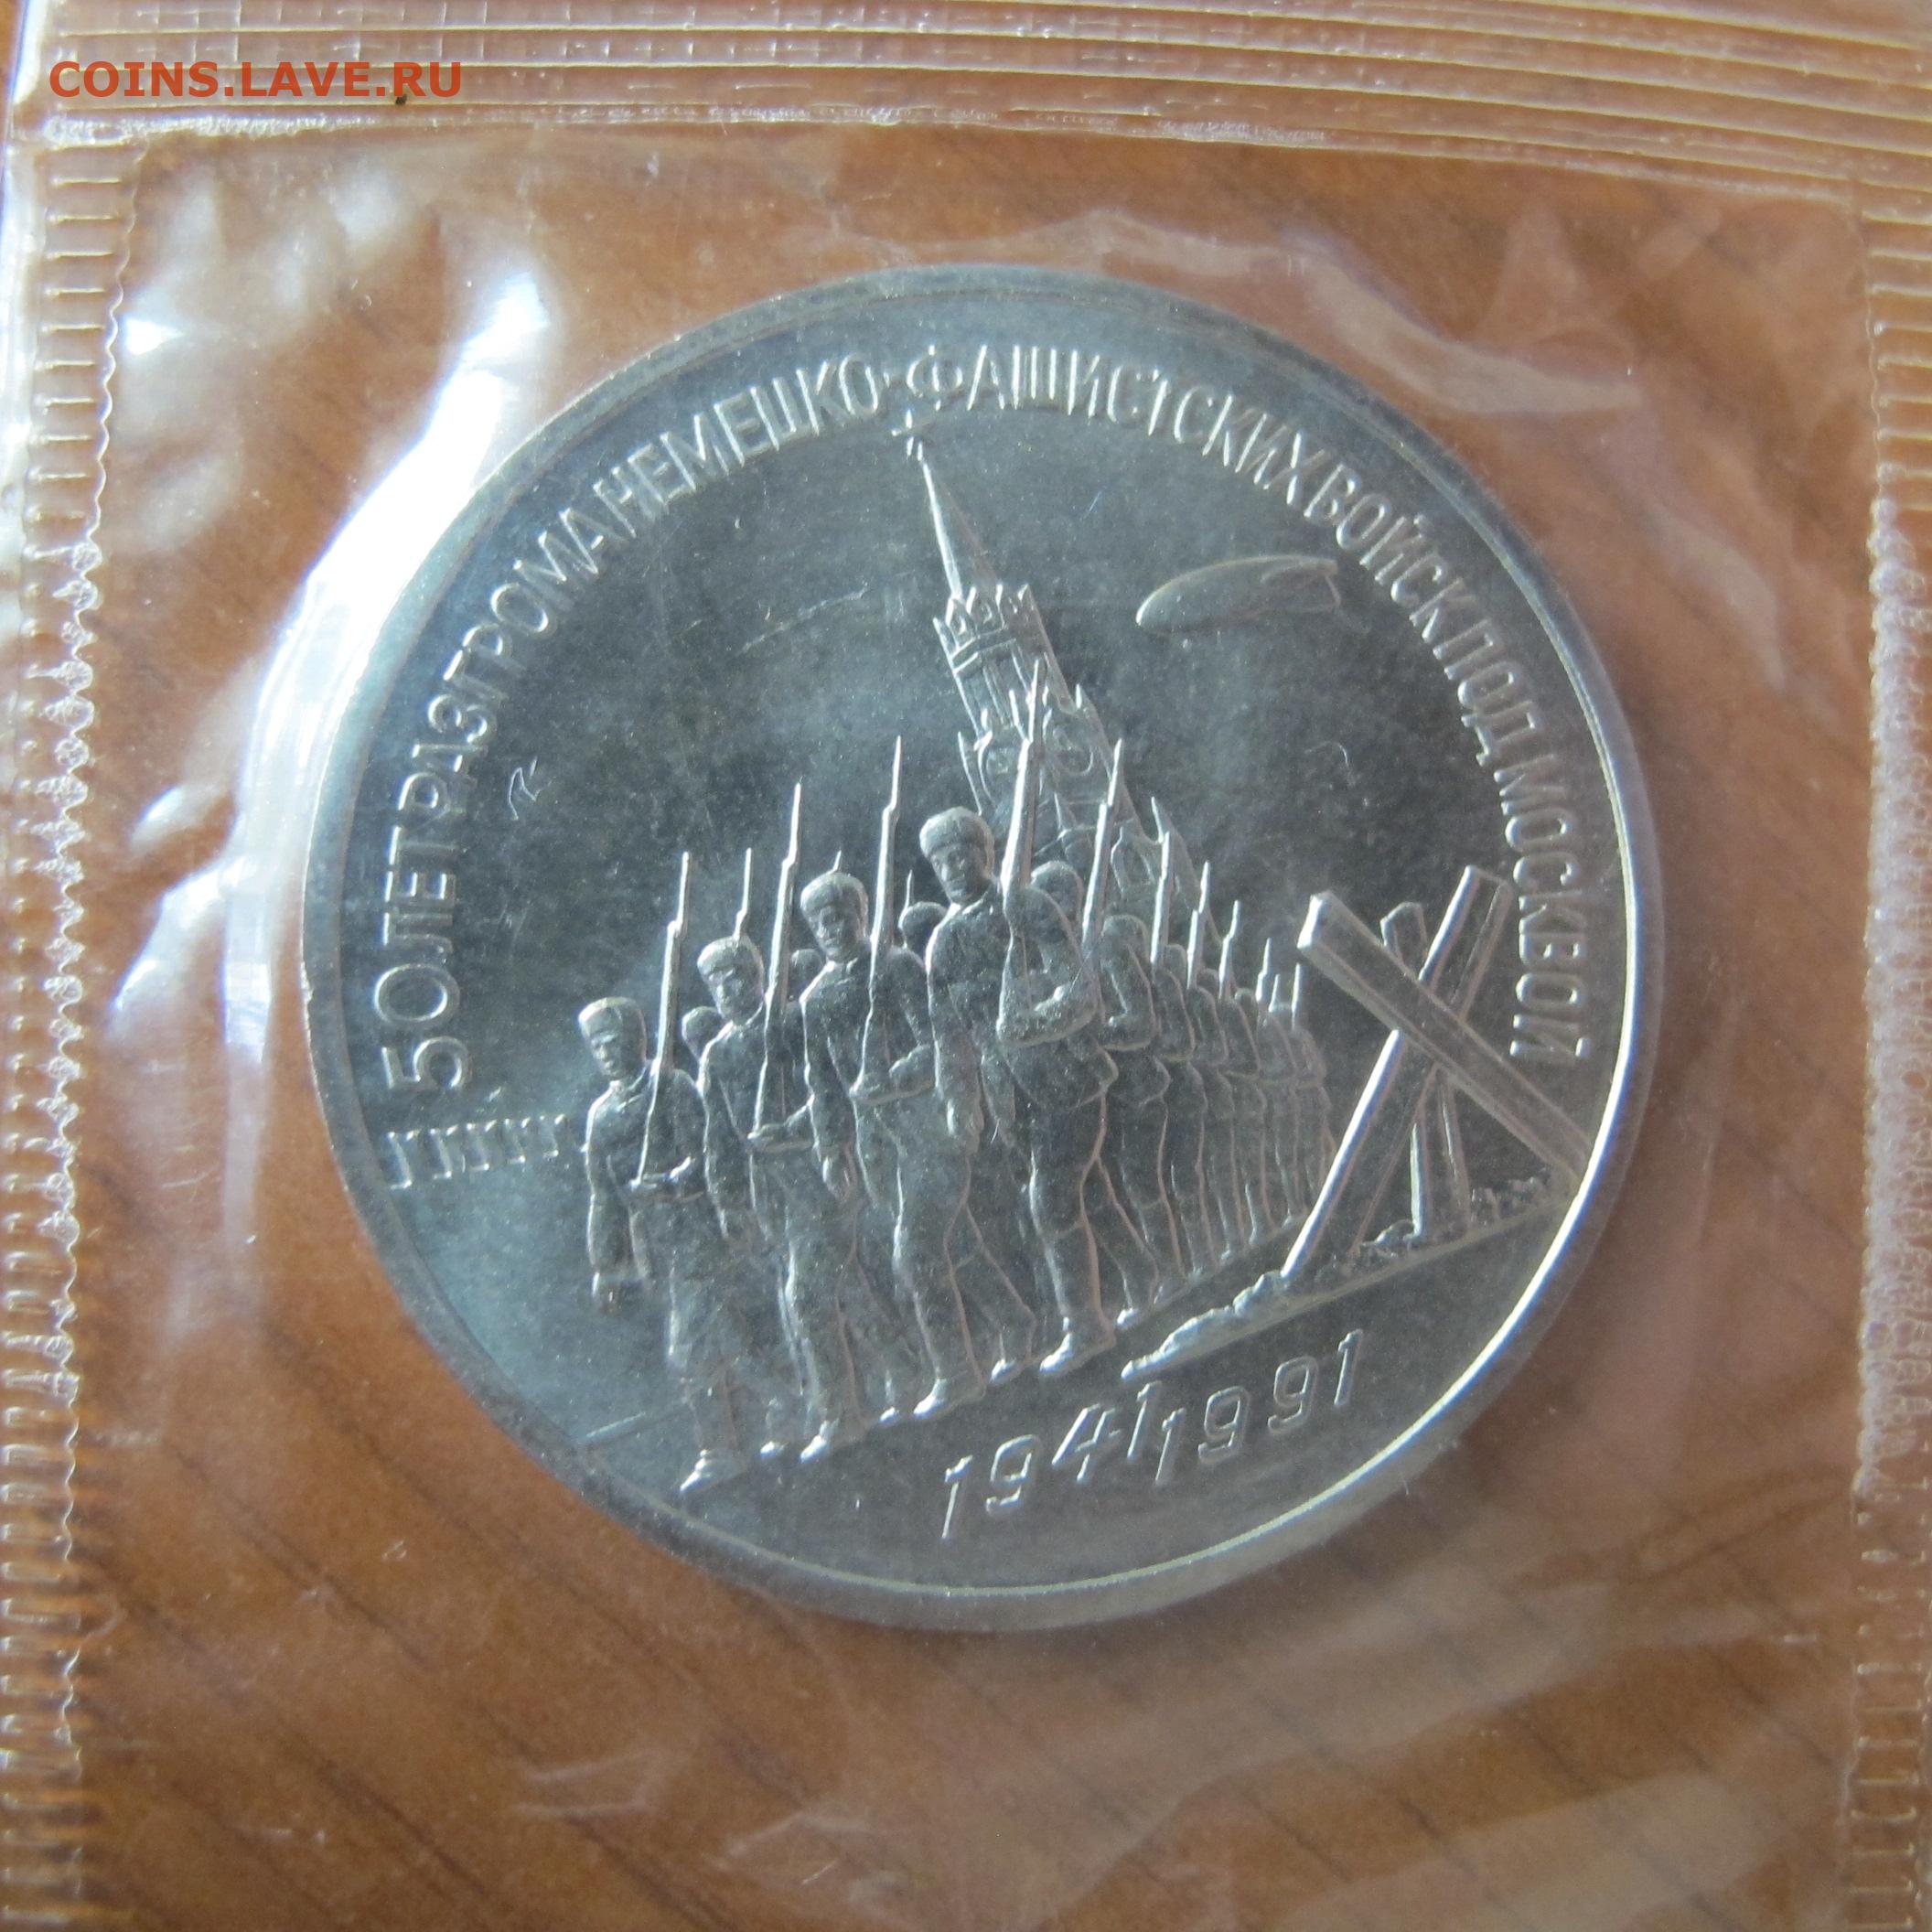 COINS.LAVE.RU
50 ЛЕТ РАЗГРОМА НЕМЕЦКО-ФАШИСТСКИХ ВОЙСК ПОД МОСКВОЙ
1941 1991